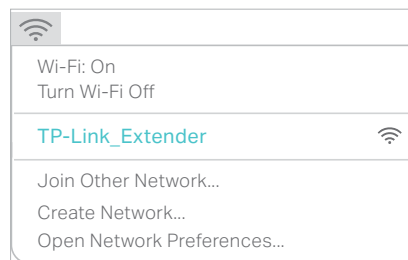 Wi-Fi: On
Turn Wi-Fi Off
TP-Link_Extender
Join Other Network...
Create Network...
Open Network Preferences...